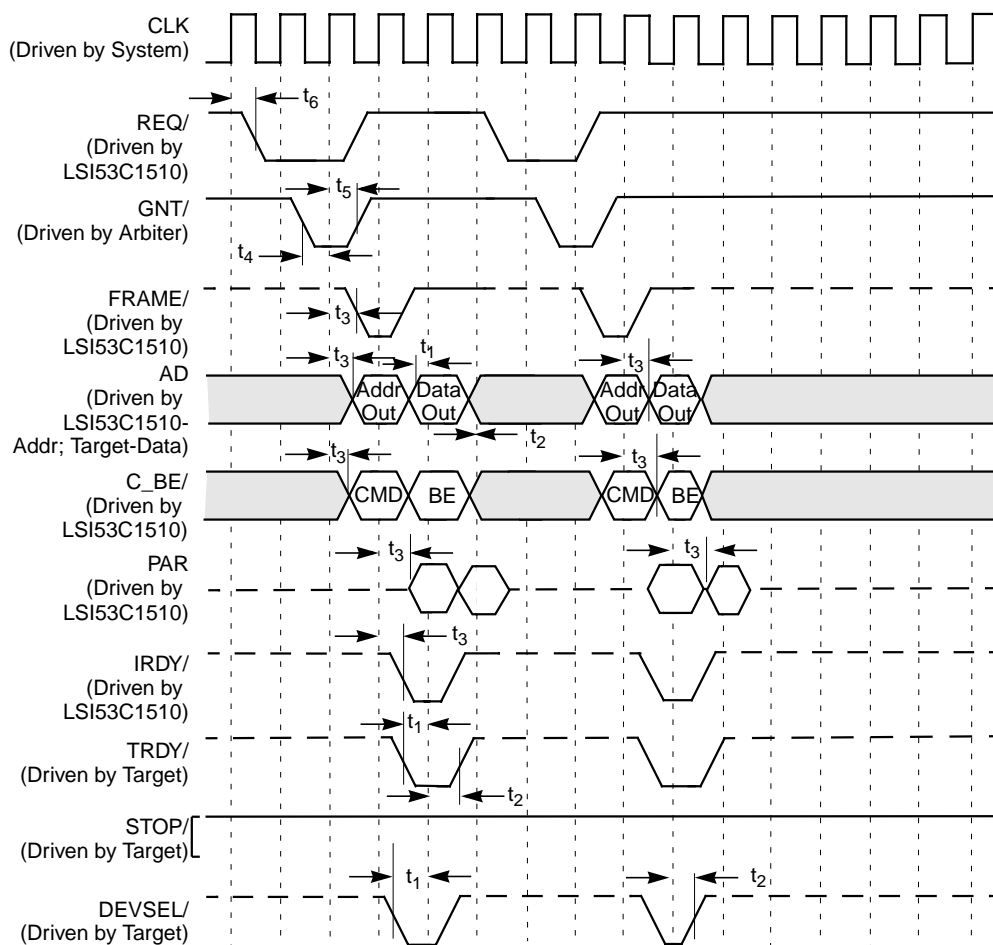 CLK
(Driven by System)
t6
REQ/
(Driven by
LSI53C1510)
t5
GNT/
(Driven by Arbiter)
t4
FRAME/
(Driven by
LSI53C1510)
t3
t3
t1
t3
AD
(Driven by
LSI53C1510-
Addr; Target-Data)
Addr
Out
Data
Out
Addr
Out
Data
Out
t2
t3
t3
C_BE/
(Driven by
LSI53C1510)
CMD
BE
CMD
BE
t3
t3
PAR
(Driven by
LSI53C1510)
t3
IRDY/
(Driven by
LSI53C1510)
t1
TRDY/
(Driven by Target)
t2
STOP/
(Driven by Target)
t1
t2
DEVSEL/
(Driven by Target)